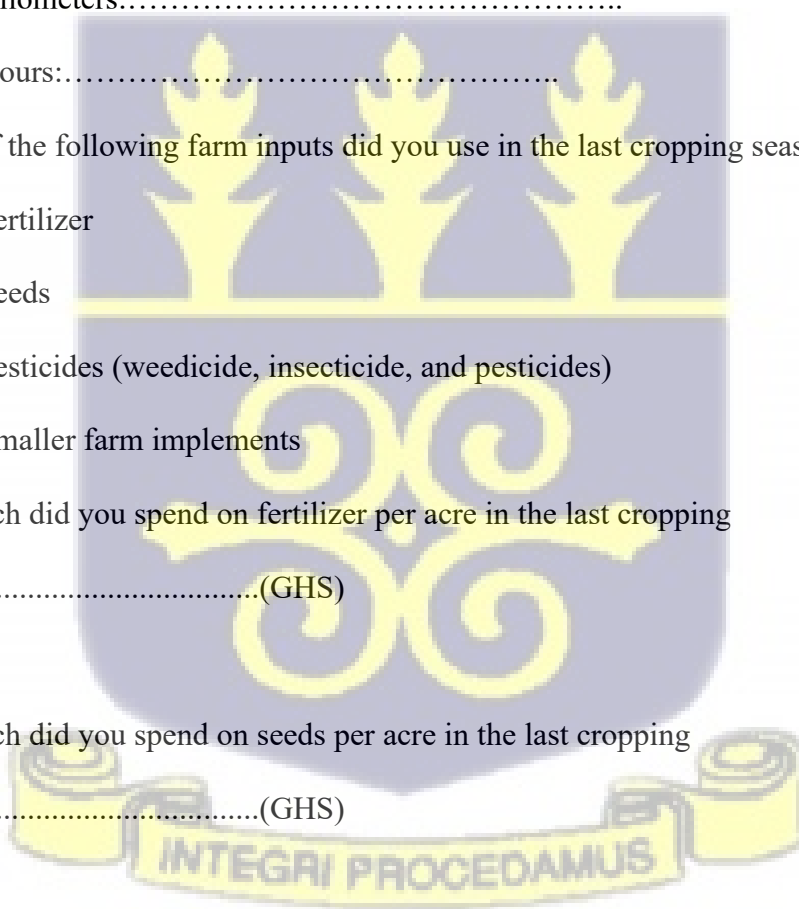 ours:………………………………………………..
the following farm inputs did you use in the last cropping
ertilizer
eeds
esticides (weedicide, insecticide, and pesticides)
maller farm implements
ch did you spend on fertilizer per acre in the last cropping
.................................(GHS)
ch did you spend on seeds per acre in the last cropping
.................................(GHS)
INTEGRI PROCEDAMUS